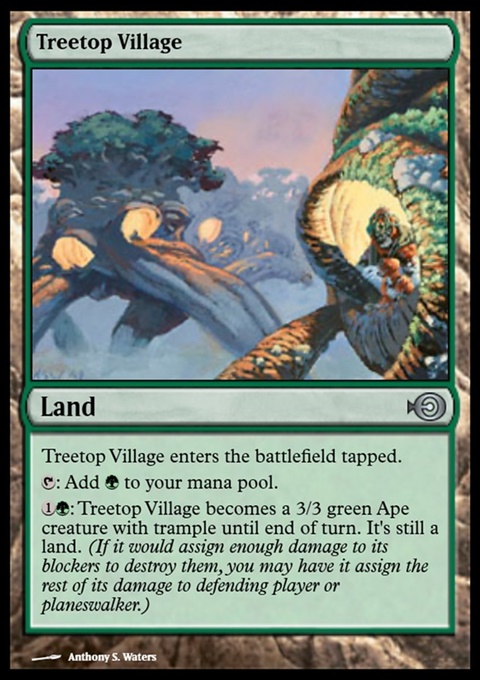 Treetop Village
Land
Treetop Village enters the battlefield tapped.
: Add to your mana pool.
1: Treetop Village becomes a 3/3 green Ape
creature with trample until end of turn. It's still a
land. (If it would assign enough damage to its
blockers to destroy them, you may have it assign the
rest of its damage to defending player or
planeswalker.)
Anthony S. Waters